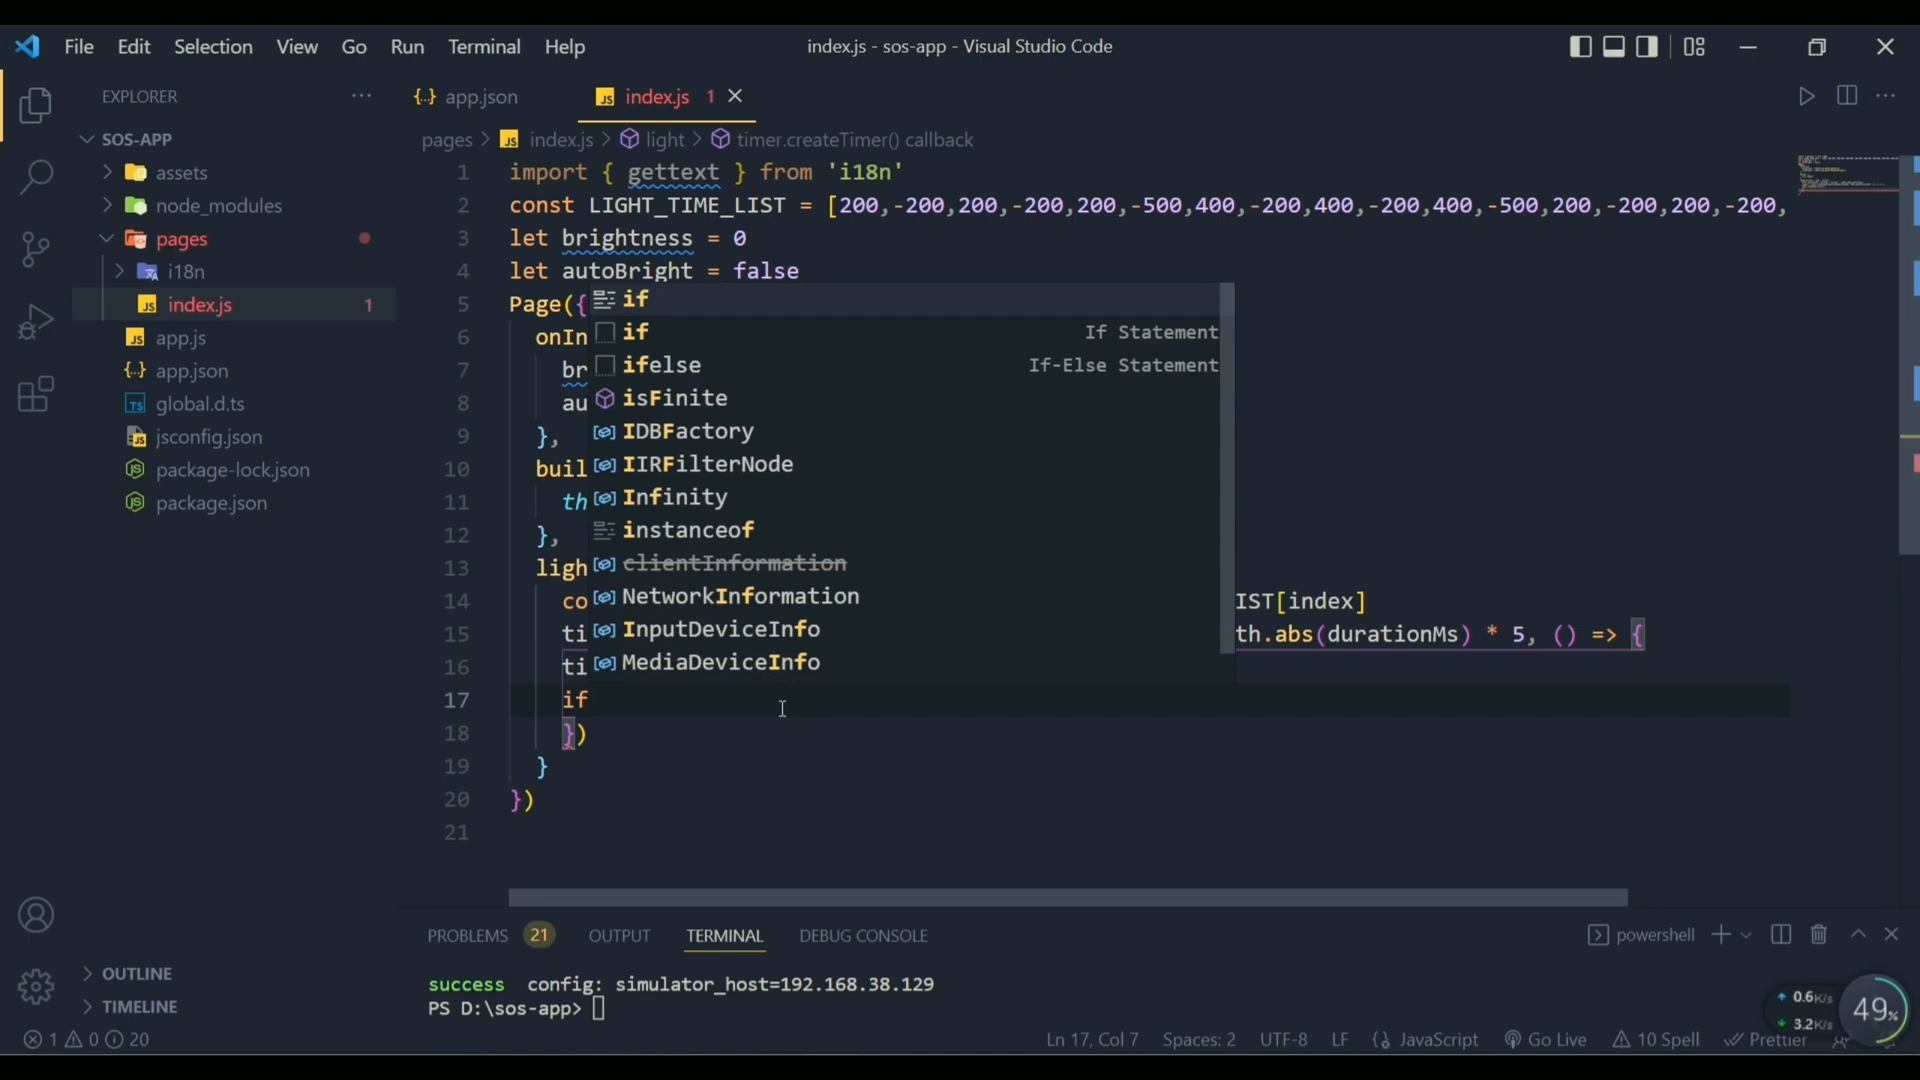 File Edit Selection View Go Run Terminal Help
index.js - sos-app - Visual Studio Code
EXPLORER
SOS-APP
assets
node_modules
pages
i18n
index.js 1
app.js
app.json
global.d.ts
jsconfig.json
package-lock.json
package.json
OUTLINE
TIMELINE
app.json
index.js 1
pages > index.js > light > timer.createTimer() callback
1 import { gettext } from 'i18n'
2 const LIGHT_TIME_LIST = [200,-200,200,-200,200,-500,400,-200,400,-200,400,-500,200,-200,200,-200,
3 let brightness = 0
4 let autoBright = false
5 Page({
6 onIn
7 br
8 au
9 },
10 buil
11 th
12 },
13 ligh
14 co IST[index]
15 ti th.abs(durationMs) * 5, () => {
16 ti
17 if
18 })
19 }
20 })
21
if
if If Statement
ifelse If-Else Statement
isFinite
IDBFactory
IIRFilterNode
Infinity
instanceof
clientInformation
NetworkInformation
InputDeviceInfo
MediaDeviceInfo
PROBLEMS 21 OUTPUT TERMINAL DEBUG CONSOLE
powershell
success config: simulator_host=192.168.38.129
PS D:\sos-app>
0.6K/s
3.2K/s
49%
1 0 20
Ln 17, Col 7 Spaces: 2 UTF-8 LF JavaScript Go Live 10 Spell Prettier